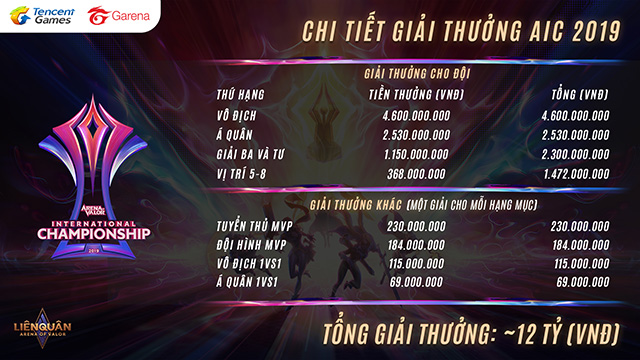 Tencent Games Garena
CHI TIẾT GIẢI THƯỞNG AIC 2019
GIẢI THƯỞNG CHO ĐỘI
THỨ HẠNG TIỀN THƯỞNG (VNĐ) TỔNG (VNĐ)
VÔ ĐỊCH 4.600.000.000 4.600.000.000
Á QUÂN 2.530.000.000 2.530.000.000
GIẢI BA VÀ TƯ 1.150.000.000 2.300.000.000
VỊ TRÍ 5-8 368.000.000 1.472.000.000
GIẢI THƯỞNG KHÁC (MỘT GIẢI CHO MỖI HẠNG MỤC)
TUYỂN THỦ MVP 230.000.000 230.000.000
ĐỘI HÌNH MVP 184.000.000 184.000.000
VÔ ĐỊCH 1VS1 115.000.000 115.000.000
Á QUÂN 1VS1 69.000.000 69.000.000
TỔNG GIẢI THƯỞNG: ~12 TỶ (VNĐ)
ARENA OF VALOR
INTERNATIONAL
CHAMPIONSHIP
2019
LIÊN QUÂN
ARENA OF VALOR